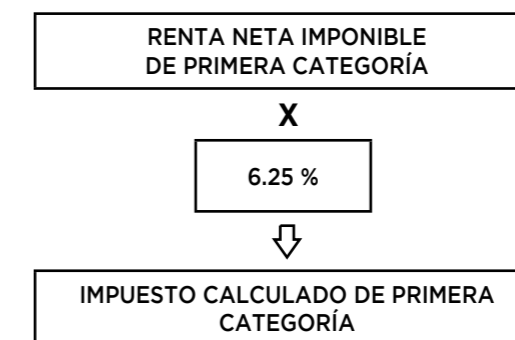 RENTA NETA IMPONIBLE
DE PRIMERA CATEGORÍA
X
6.25 %
IMPUESTO CALCULADO DE PRIMERA
CATEGORÍA